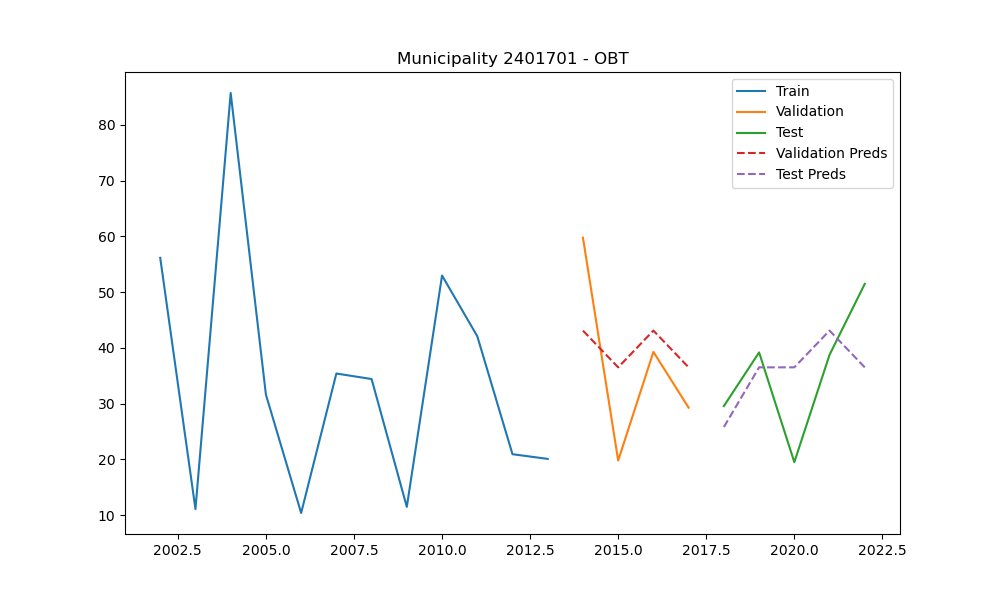 Municipality 2401701 - OBT
Train
Validation
Test
Validation Preds
Test Preds
80
70
60
50
40
30
20
10
2002.5 2005.0 2007.5 2010.0 2012.5 2015.0 2017.5 2020.0 2022.5